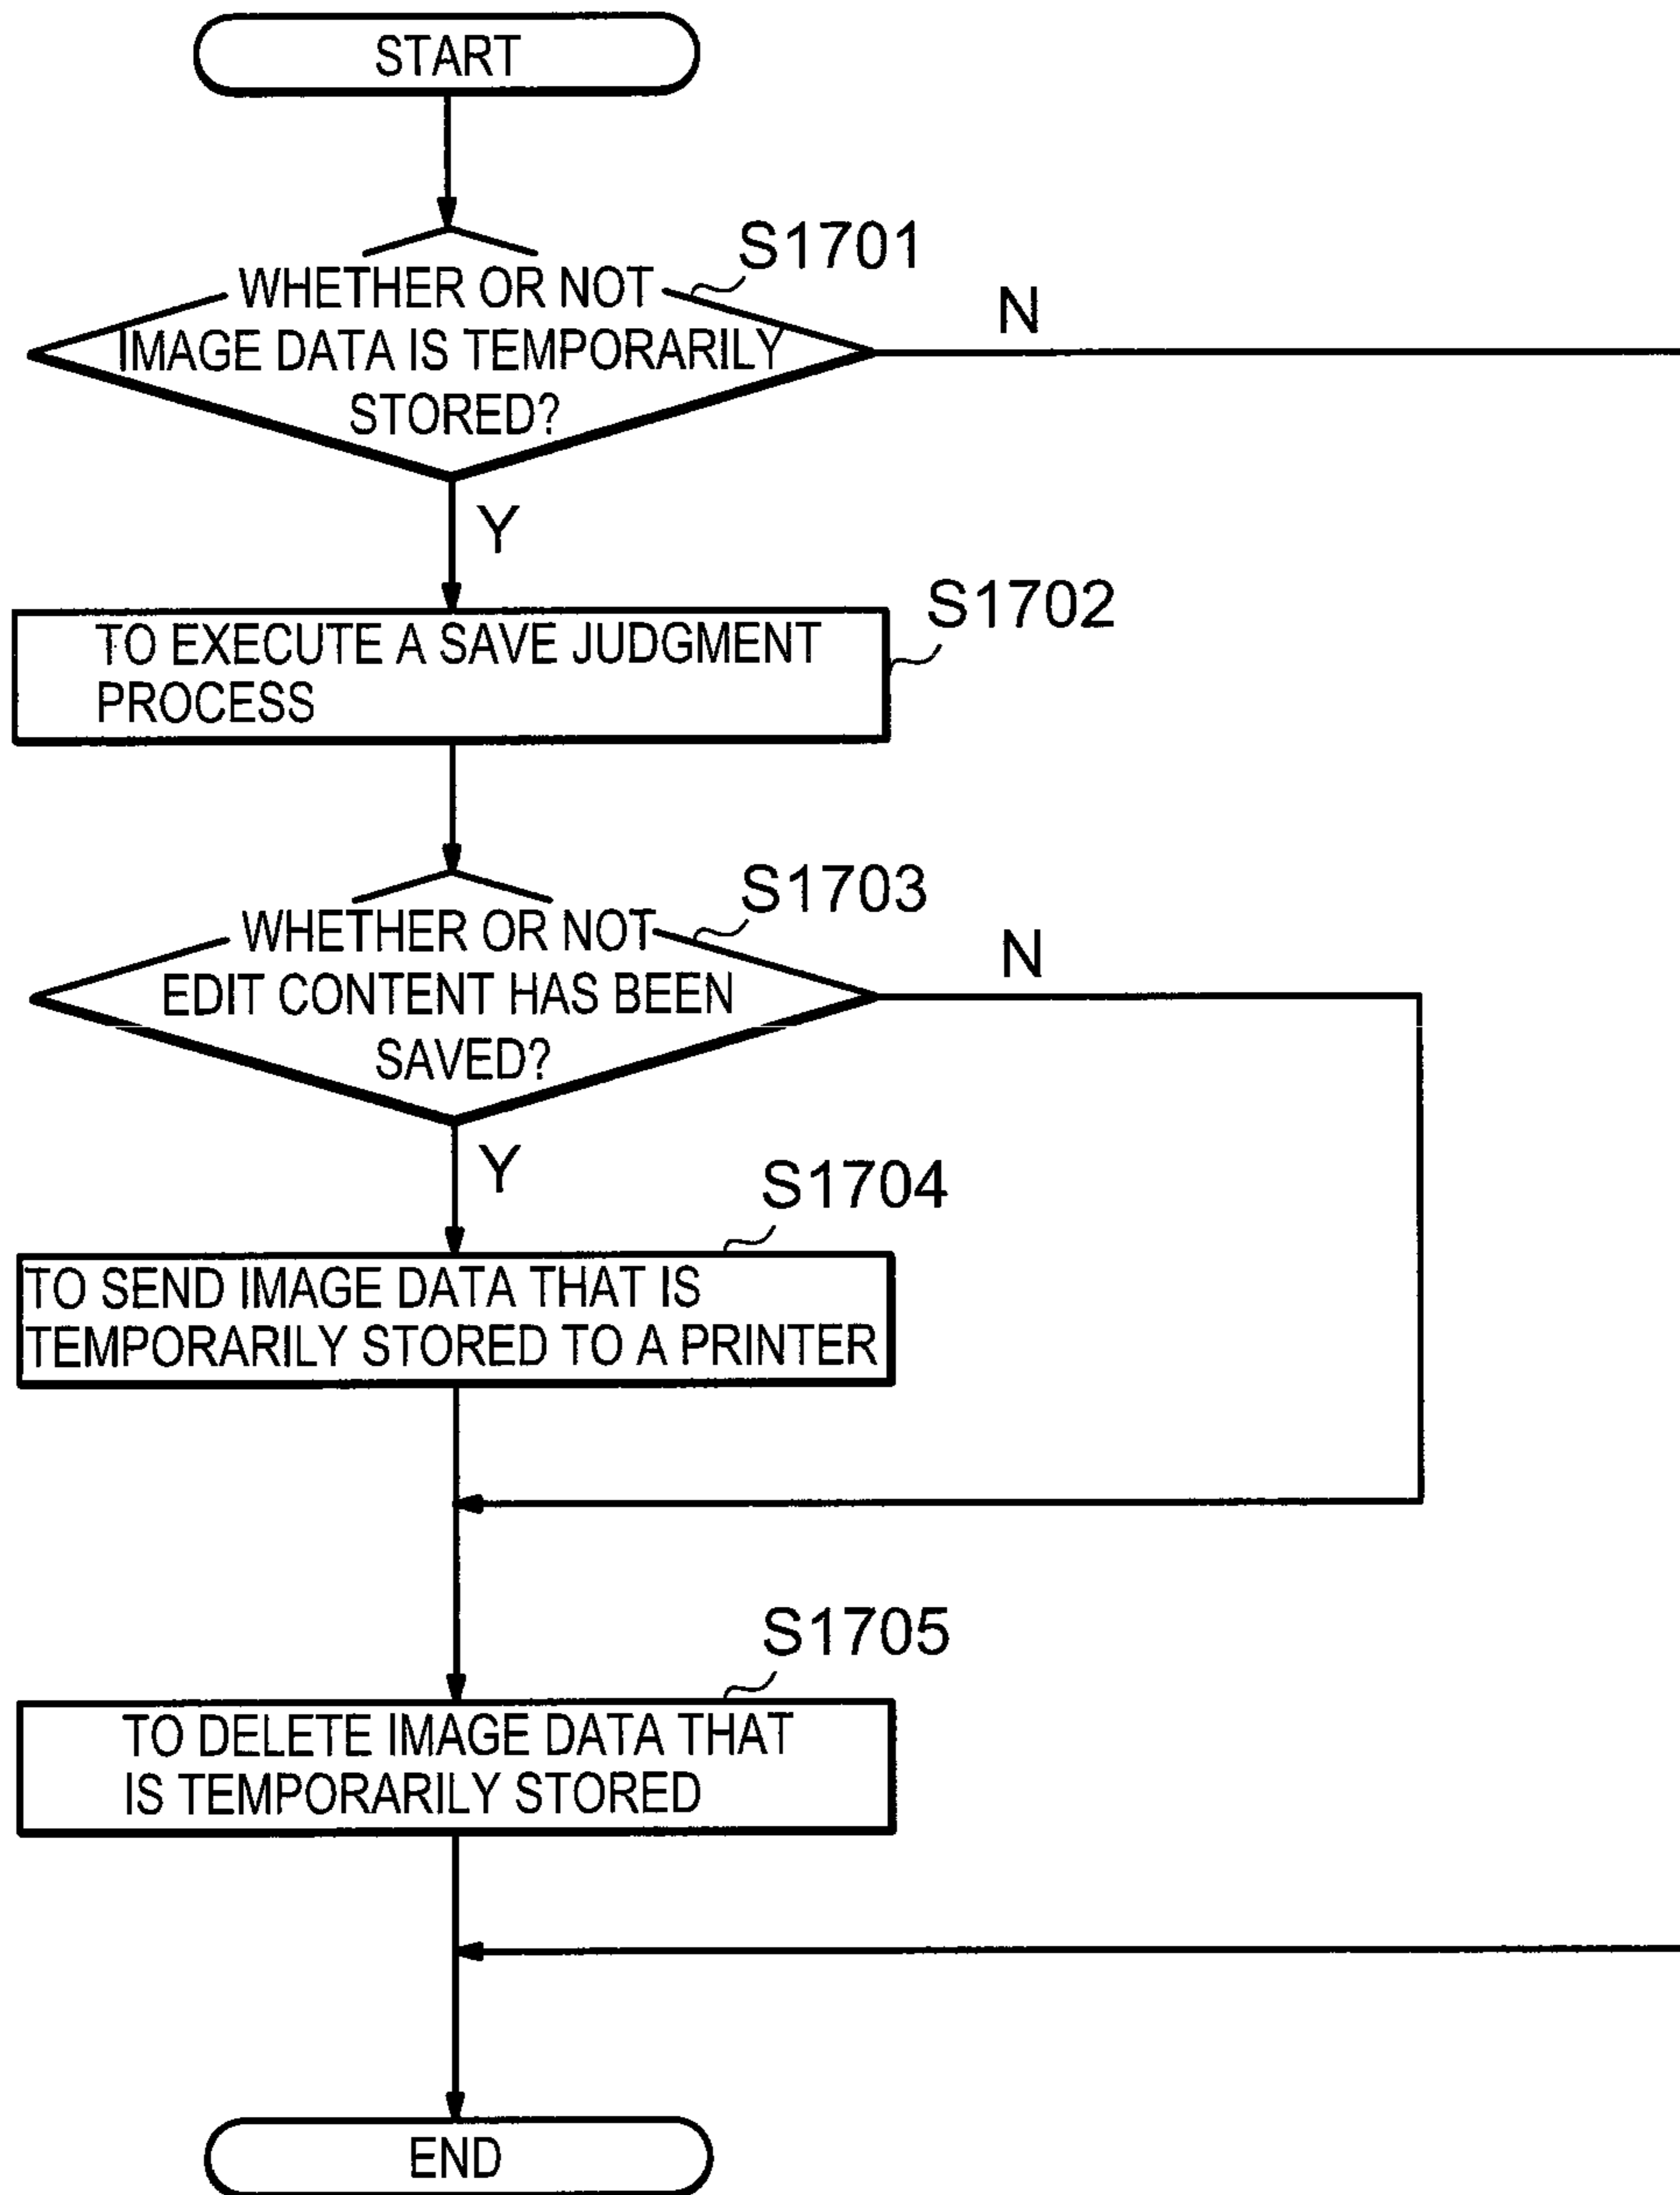 START
S1701
WHETHER OR NOT
IMAGE DATA IS TEMPORARILY
STORED?
N
Y
S1702
TO EXECUTE A SAVE JUDGMENT
PROCESS
S1703
WHETHER OR NOT
EDIT CONTENT HAS BEEN
SAVED?
N
Y
S1704
TO SEND IMAGE DATA THAT IS
TEMPORARILY STORED TO A PRINTER
S1705
TO DELETE IMAGE DATA THAT
IS TEMPORARILY STORED
END